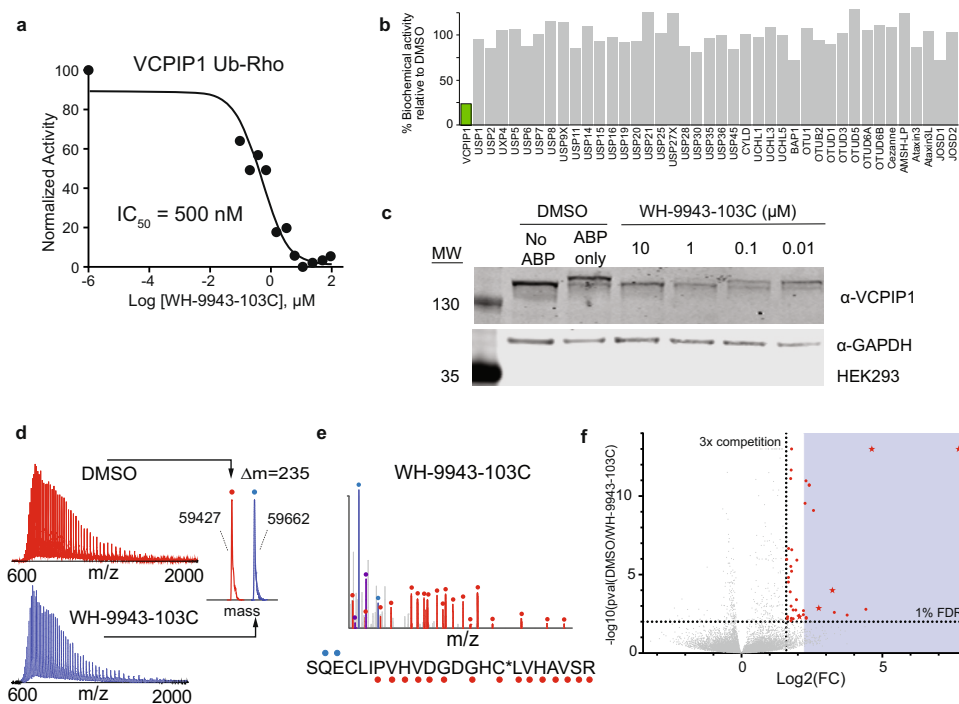 a
VCPIP1 Ub-Rho
Normalized Activity
100
80
60
40
20
0
IC50 = 500 nM
-6
-4
-2
0
2
Log [WH-9943-103C], µM
b
% Biochemical activity
relative to DMSO
100
50
0
VCPIP1
USP1
USP2
UXP4
USP5
USP6
USP7
USP8
USP9X
USP11
USP14
USP15
USP16
USP19
USP20
USP21
USP25
USP27X
USP28
USP30
USP35
USP36
USP45
CYLD
UCHL1
UCHL3
UCHL5
BAP1
OTU1
OTUB2
OTUD1
OTUD3
OTUD5
OTUD6A
OTUD6B
Cezanne
AMSH-LP
Ataxin3
Ataxin3L
JOSD1
JOSD2
c
DMSO
WH-9943-103C (µM)
MW
No
ABP
ABP
only
10
1
0.1
0.01
130
α-VCPIP1
α-GAPDH
35
HEK293
d
DMSO
Δm=235
59427
59662
600
m/z
2000
mass
WH-9943-103C
600
m/z
2000
e
WH-9943-103C
m/z
SQECLIPVHVDGDGHC*LVHAVSR
f
3x competition
-log10(pval(DMSO/WH-9943-103C)
10
5
0
1% FDR
0
5
Log2(FC)